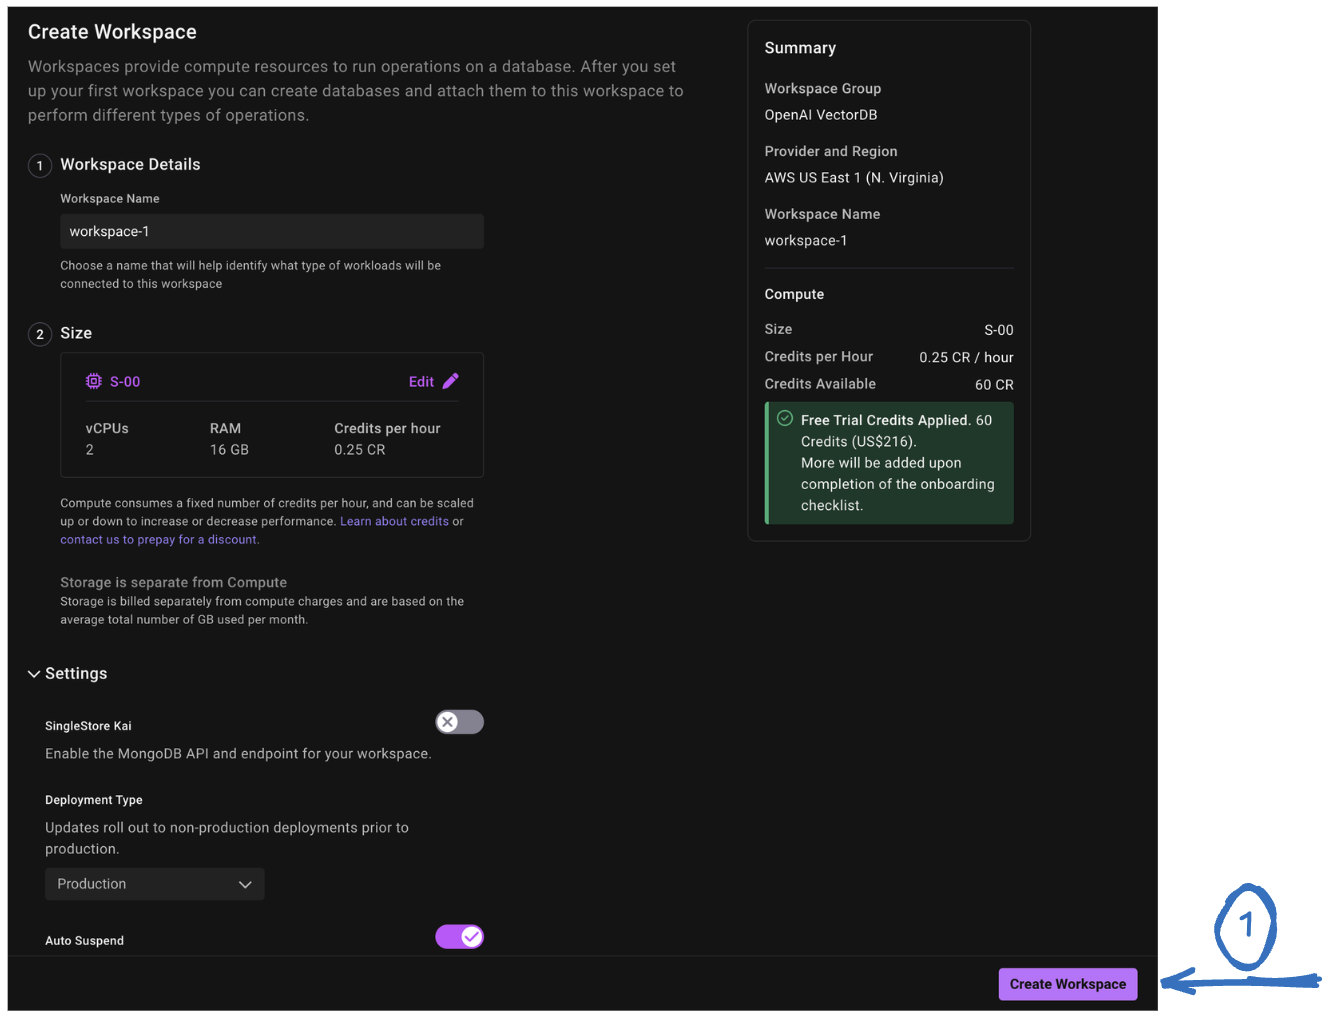 Create Workspace
Workspaces provide compute resources to run operations on a database. After you set
up your first workspace you can create databases and attach them to this workspace to
perform different types of operations.
1 Workspace Details
Workspace Name
workspace-1
Choose a name that will help identify what type of workloads will be
connected to this workspace
2 Size
S-00 Edit
vCPUs RAM Credits per hour
2 16 GB 0.25 CR
Compute consumes a fixed number of credits per hour, and can be scaled
up or down to increase or decrease performance. Learn about credits or
contact us to prepay for a discount.
Storage is separate from Compute
Storage is billed separately from compute charges and are based on the
average total number of GB used per month.
Settings
SingleStore Kai
Enable the MongoDB API and endpoint for your workspace.
Deployment Type
Updates roll out to non-production deployments prior to
production.
Production
Auto Suspend
Summary
Workspace Group
OpenAI VectorDB
Provider and Region
AWS US East 1 (N. Virginia)
Workspace Name
workspace-1
Compute
Size S-00
Credits per Hour 0.25 CR / hour
Credits Available 60 CR
Free Trial Credits Applied. 60
Credits (US$216).
More will be added upon
completion of the onboarding
checklist.
Create Workspace
1